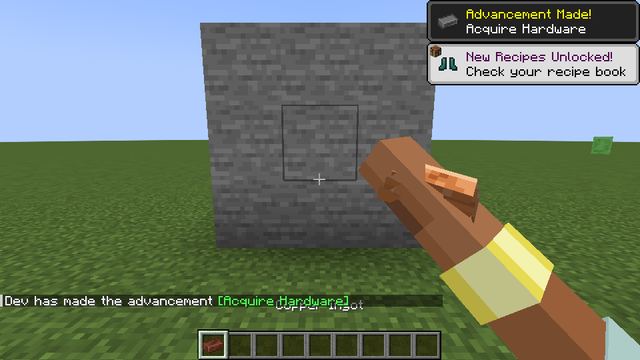 Advancement Made!
Acquire Hardware
New Recipes Unlocked!
Check your recipe book
Dev has made the advancement [Acquire Hardware]
Copper Ingot